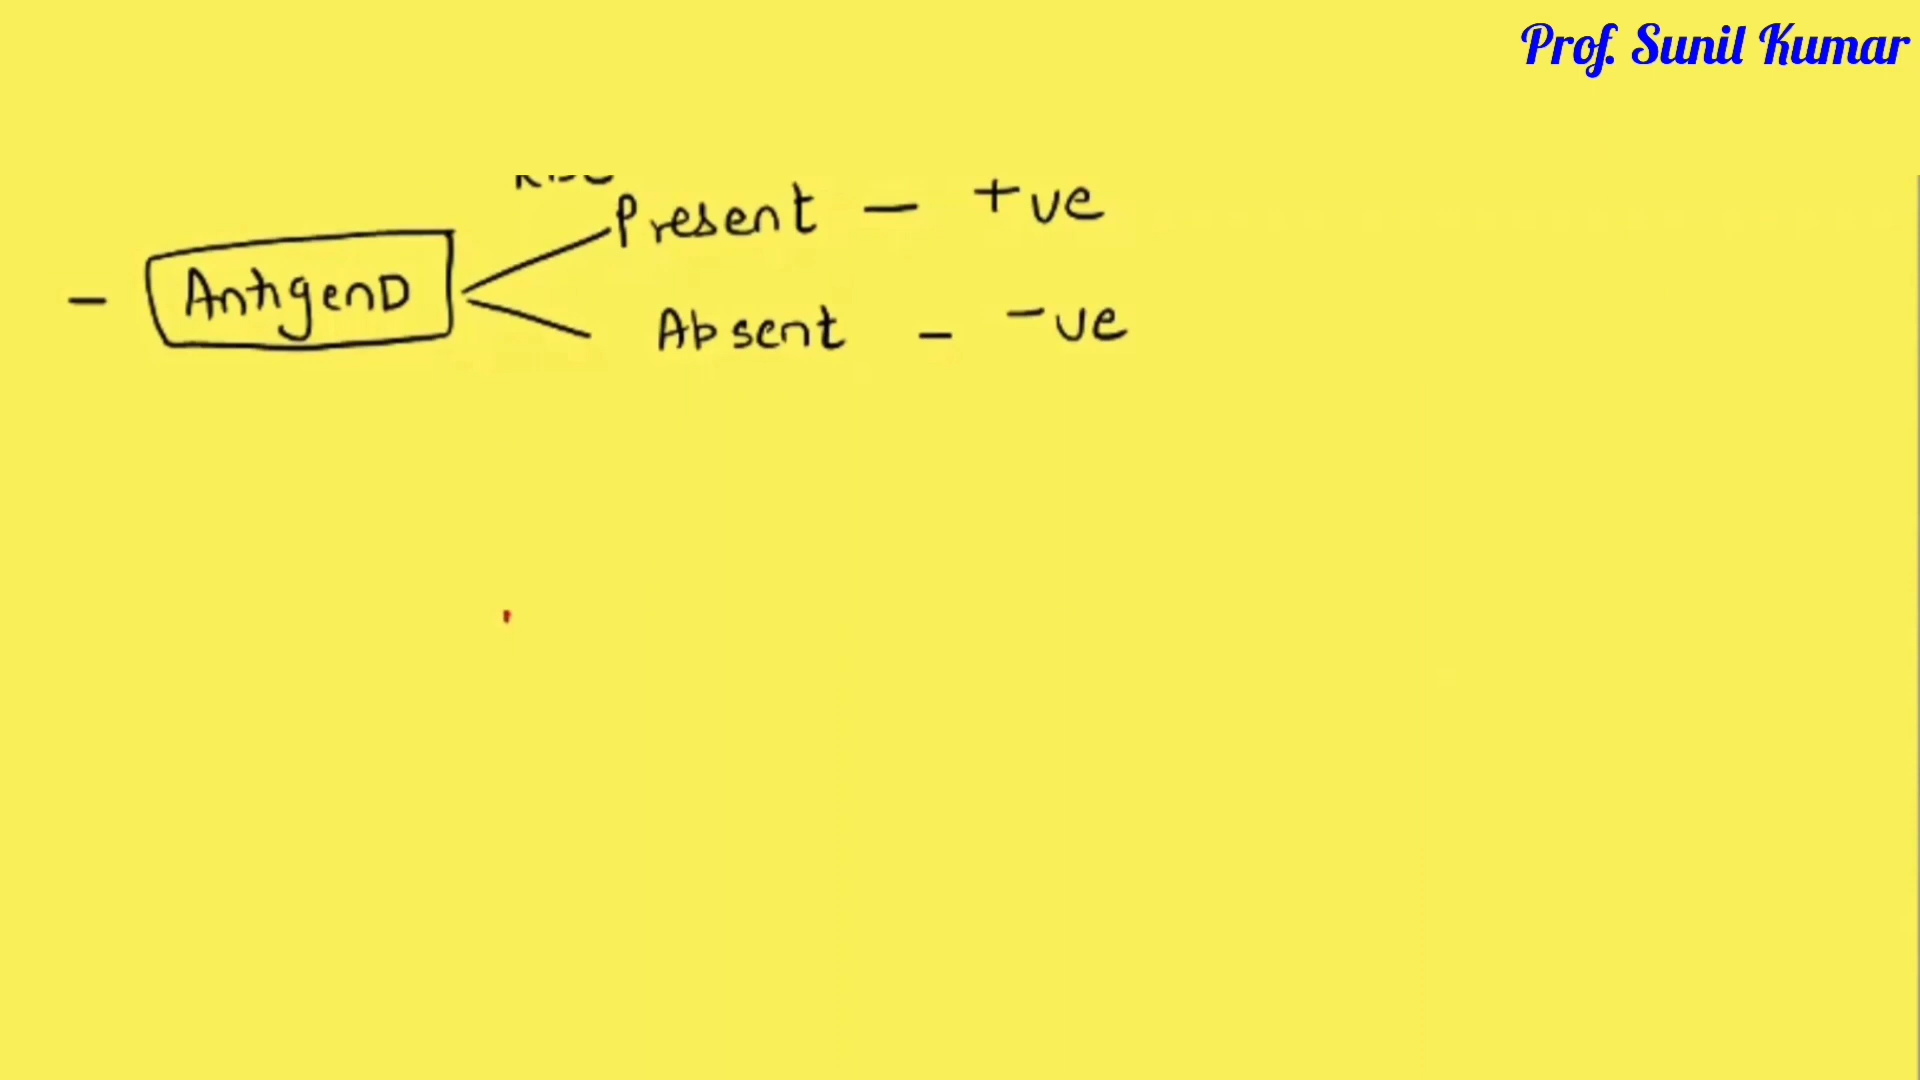 Prof. Sunil Kumar
Present - +ve
- Antigen D
Absent - -ve